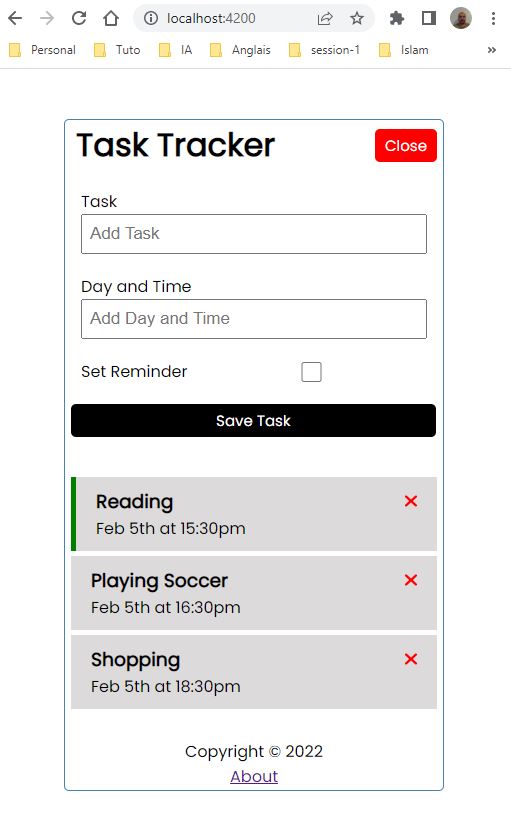 localhost:4200
Personal
Tuto
IA
Anglais
session-1
Islam
»
Task Tracker
Close
Task
Add Task
Day and Time
Add Day and Time
Set Reminder
Save Task
Reading
Feb 5th at 15:30pm
Playing Soccer
Feb 5th at 16:30pm
Shopping
Feb 5th at 18:30pm
Copyright © 2022
About